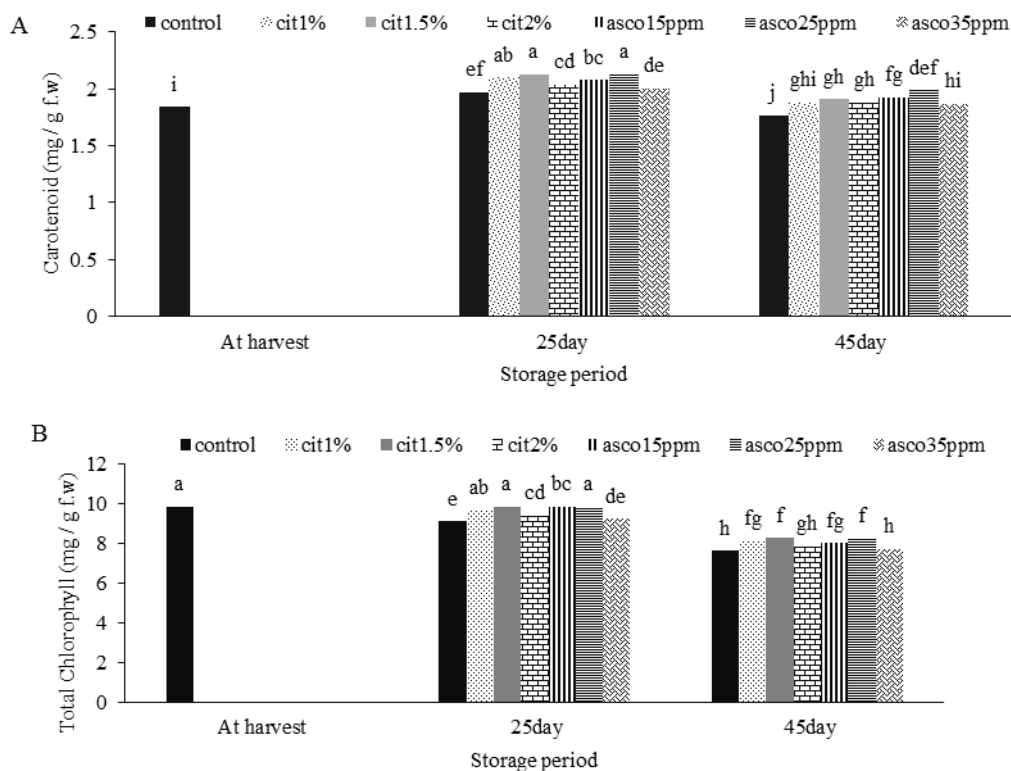 A
control cit1% cit1.5% cit2% asco15ppm asco25ppm asco35ppm
2.5
2
1.5
1
0.5
0
Carotenoid (mg / g f.w)
i
ef ab a cd bc a de
j ghi gh gh fg def hi
At harvest 25day 45day
Storage period
B
control cit1% cit1.5% cit2% asco15ppm asco25ppm asco35ppm
12
10
8
6
4
2
0
Total Chlorophyll (mg / g f.w)
a
e ab a cd bc a de
h fg f gh fg f h
At harvest 25day 45day
Storage period